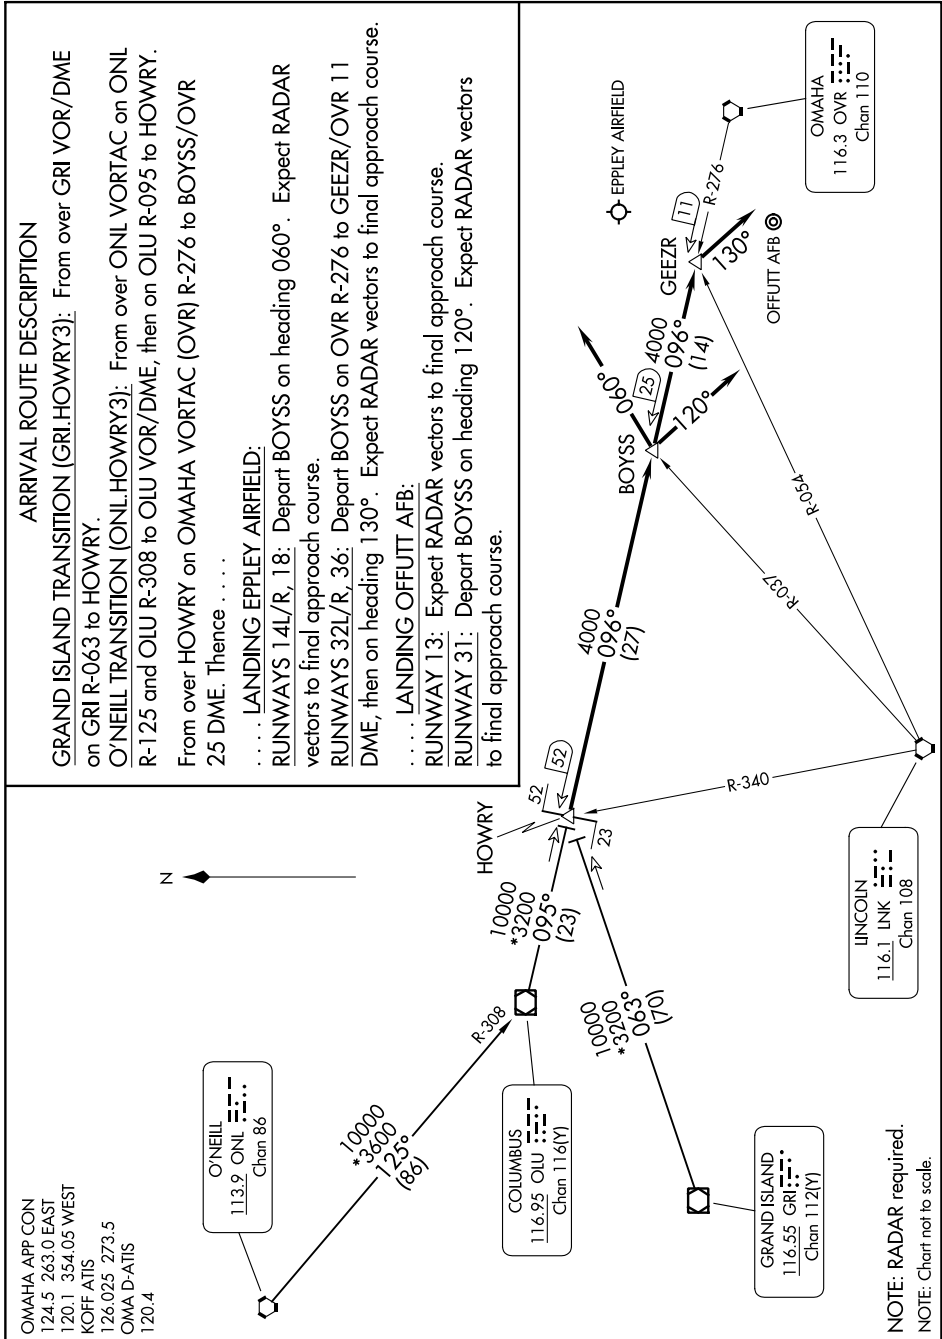 ARRIVAL ROUTE DESCRIPTION
GRAND ISLAND TRANSITION (GRI.HOWRY3): From over GRI VOR/DME
on GRI R-063 to HOWRY.
O'NEILL TRANSITION (ONL.HOWRY3): From over ONL VORTAC on ONL
R-125 and OLU R-308 to OLU VOR/DME, then on OLU R-095 to HOWRY.
From over HOWRY on OMAHA VORTAC (OVR) R-276 to BOYSS/OVR
25 DME. Thence . . . .
. . . . LANDING EPPLEY AIRFIELD:
RUNWAYS 14L/R, 18: Depart BOYSS on heading 060°. Expect RADAR
vectors to final approach course.
RUNWAYS 32L/R, 36: Depart BOYSS on OVR R-276 to GEEZR/OVR 11
DME, then on heading 130°. Expect RADAR vectors to final approach course.
. . . . LANDING OFFUTT AFB:
RUNWAY 13: Expect RADAR vectors to final approach course.
RUNWAY 31: Depart BOYSS on heading 120°. Expect RADAR vectors
to final approach course.
OMAHA APP CON
124.5 263.0 EAST
120.1 354.05 WEST
KOFF ATIS
126.025 273.5
OMA D-ATIS
120.4
N
O'NEILL
113.9 ONL
Chan 86
10000
*3600
125°
(86)
R-308
COLUMBUS
116.95 OLU
Chan 116(Y)
10000
*3200
095°
(23)
GRAND ISLAND
116.55 GRI
Chan 112(Y)
10000
*3200
063°
(70)
HOWRY
52
52
23
R-340
LINCOLN
116.1 LNK
Chan 108
4000
096°
(27)
R-037
R-054
BOYSS
25
060°
120°
4000
096°
(14)
GEEZR
11
R-276
130°
EPPLEY AIRFIELD
OFFUTT AFB
OMAHA
116.3 OVR
Chan 110
NOTE: RADAR required.
NOTE: Chart not to scale.